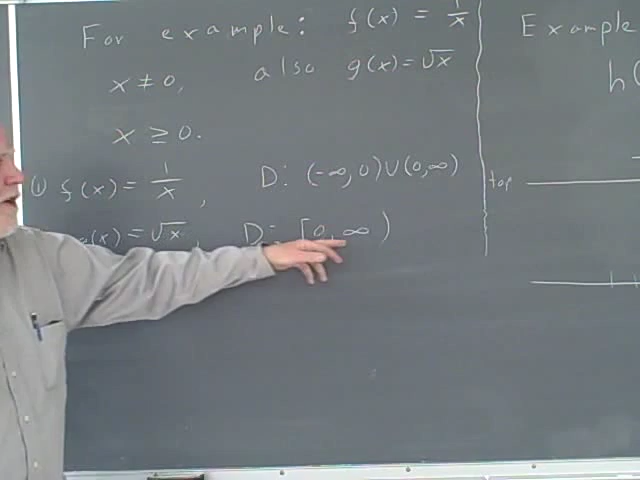 For example: f(x) = 1/x
x ≠ 0, also g(x) = √x
x ≥ 0.
① f(x) = 1/x, D: (-∞, 0) ∪ (0, ∞)
g(x) = √x, D: [0, ∞)
Example
h(
top